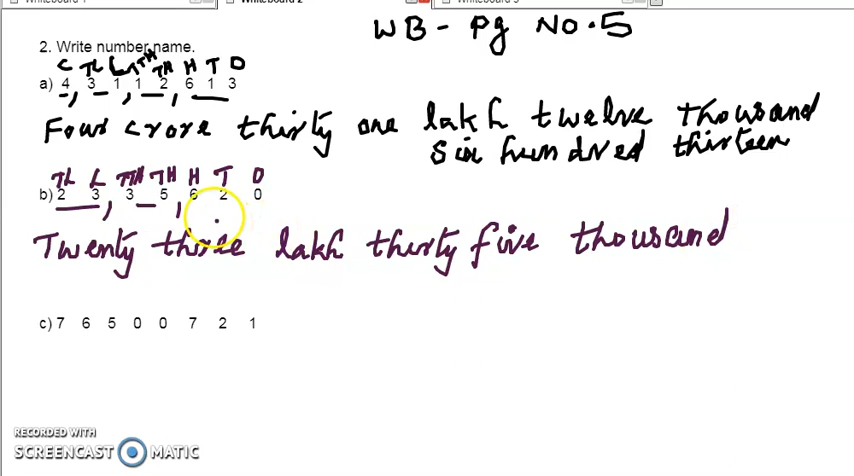 WB - Pg No.5
2. Write number name.
C TL L TTH TH H T O
a) 4, 3 1, 1 2, 6 1 3
Four crore thirty one lakh twelve thousand
six hundred thirteen
TL L TTH TH H T O
b) 2 3, 3 5, 6 2 0
Twenty three lakh thirty five thousand
c) 7 6 5 0 0 7 2 1
RECORDED WITH
SCREENCAST MATIC